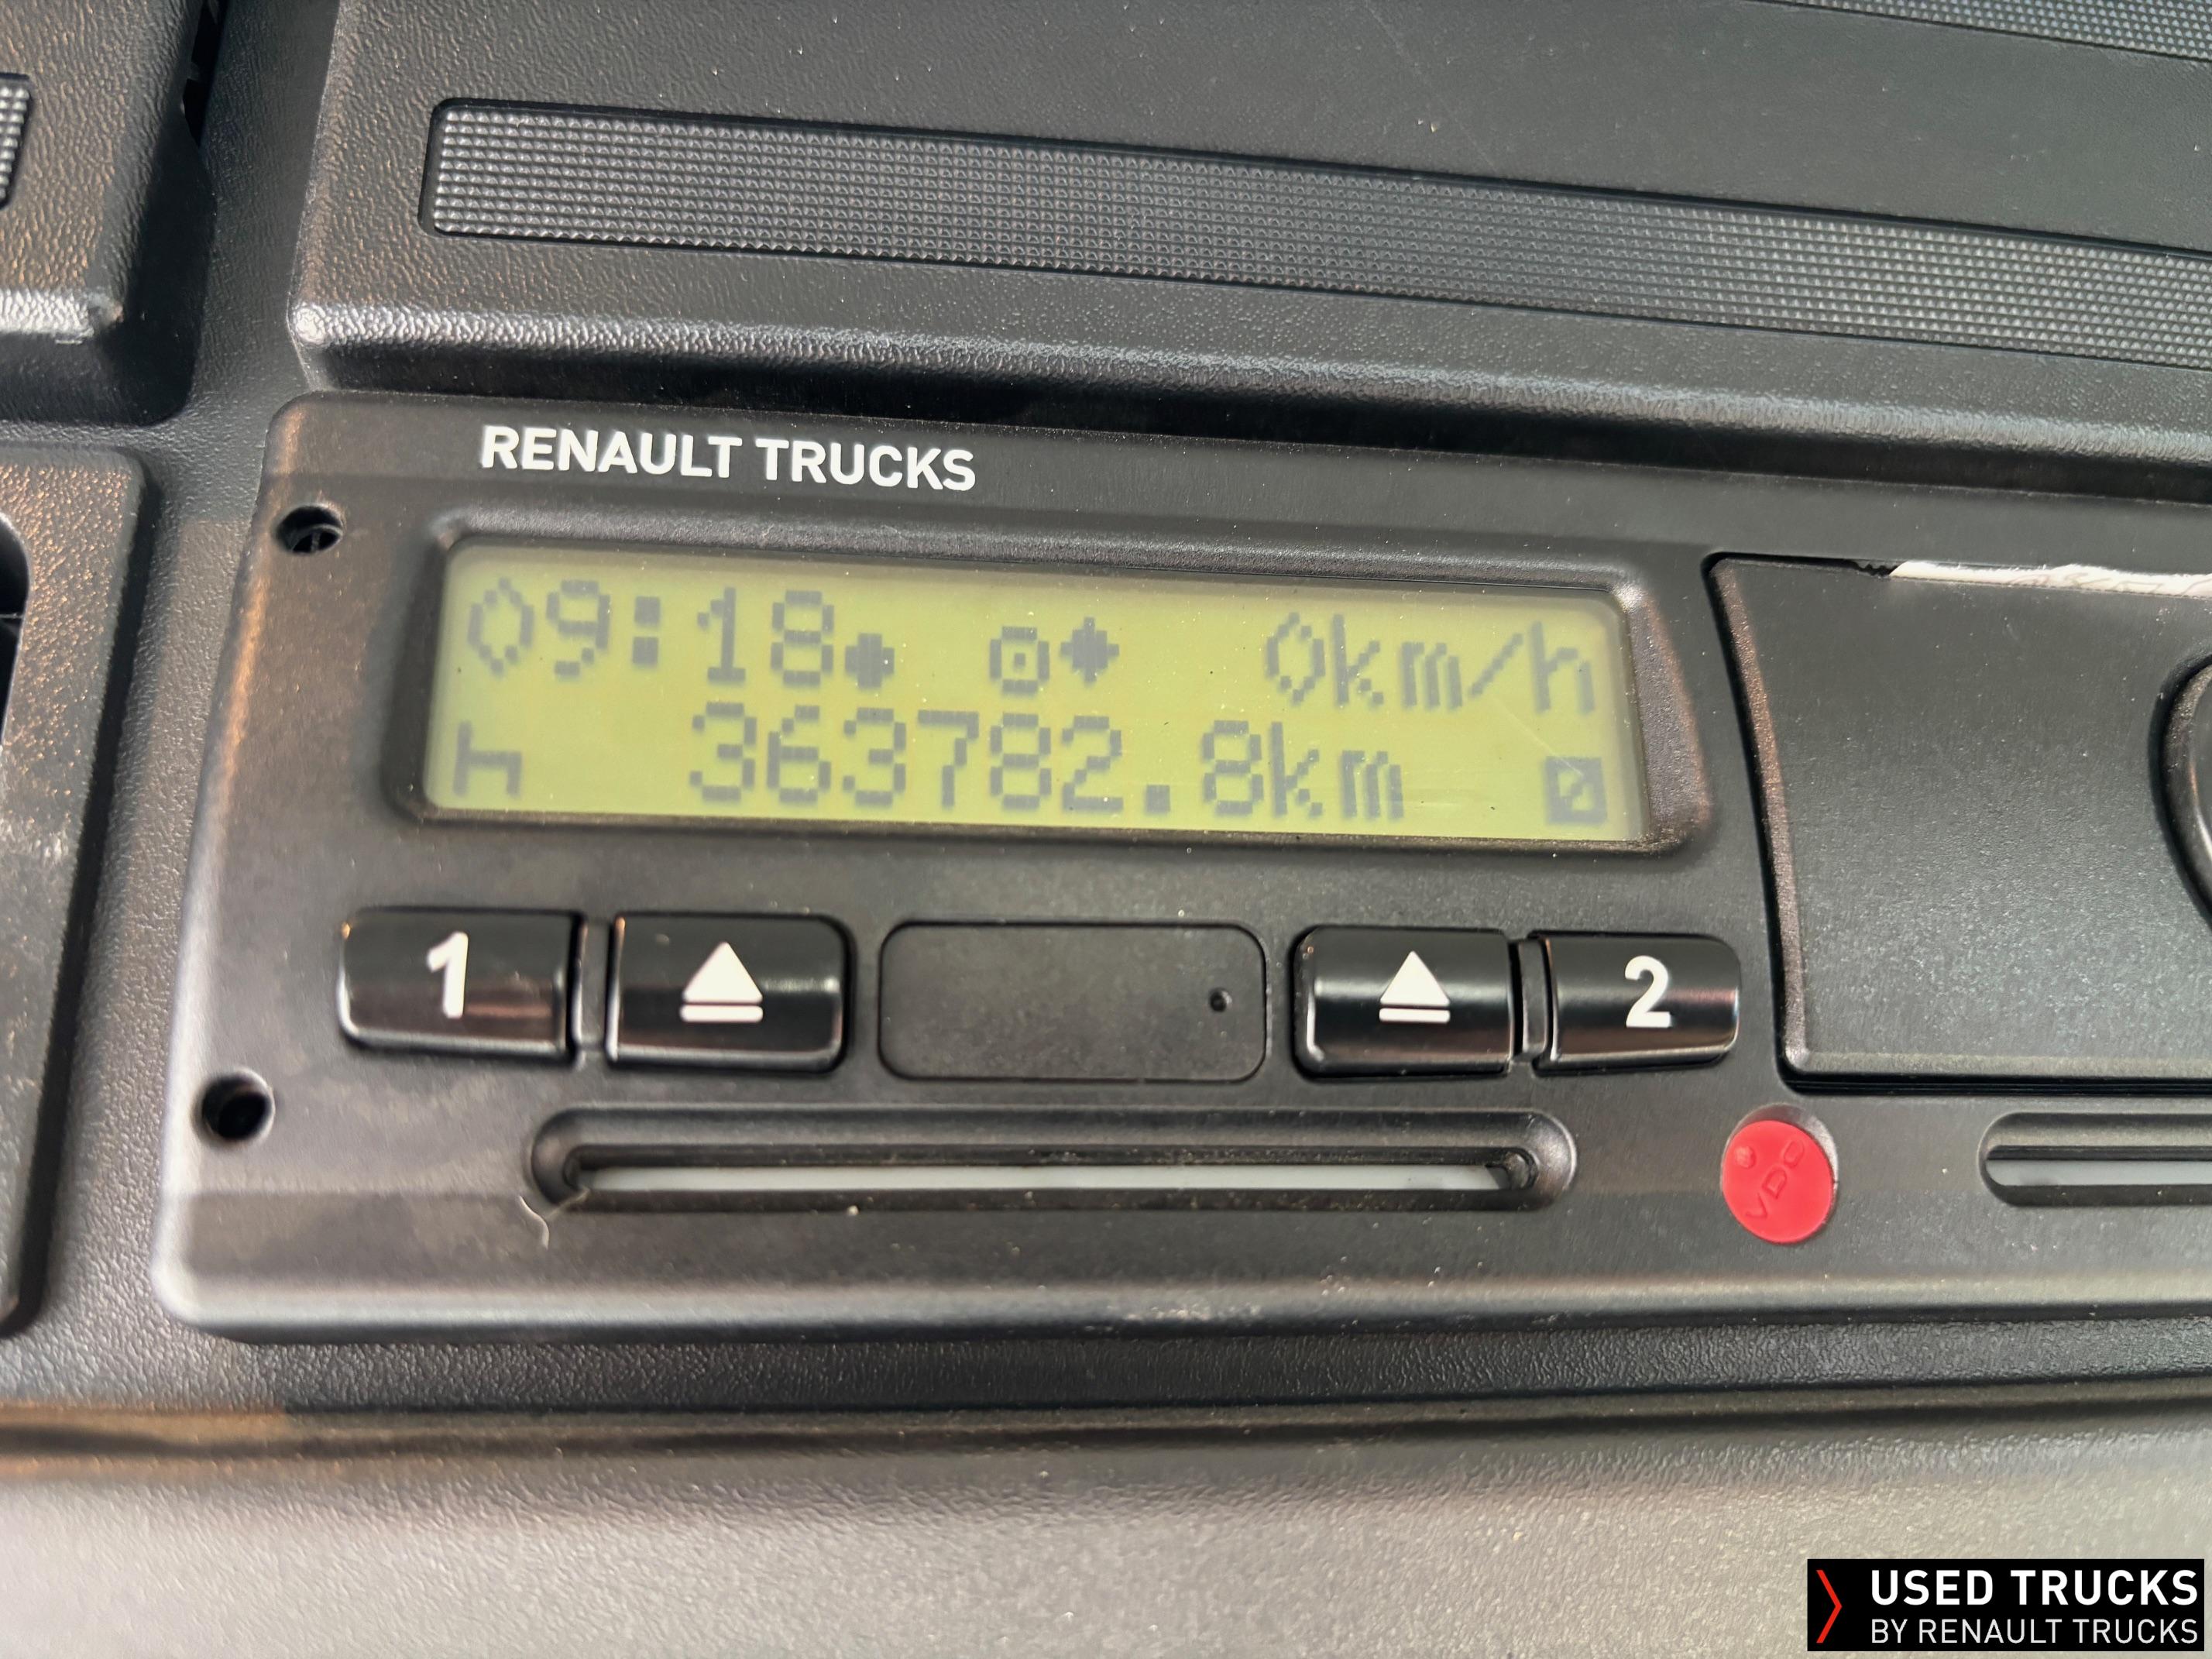 RENAULT TRUCKS
09:18 0km/h
363782.8km
1 2
VDO
USED TRUCKS
BY RENAULT TRUCKS